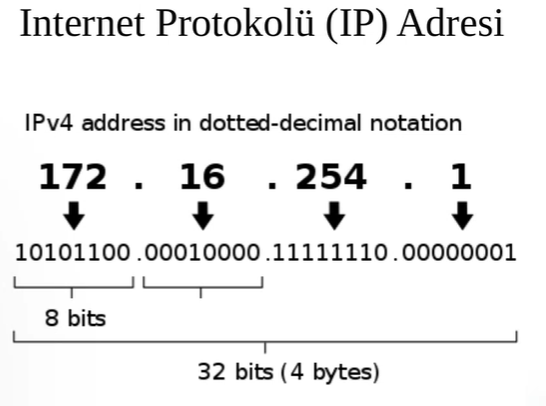 Internet Protokolü (IP) Adresi
IPv4 address in dotted-decimal notation
172 . 16 . 254 . 1
10101100.00010000.11111110.00000001
8 bits
32 bits (4 bytes)